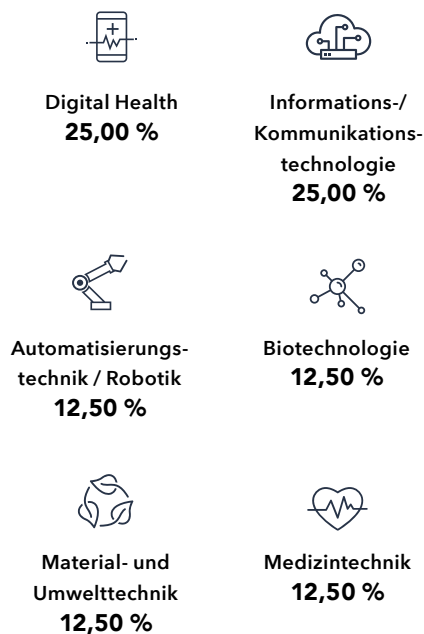 Digital Health
25,00 %
Informations-/
Kommunikations-
technologie
25,00 %
Automatisierungs-
technik / Robotik
12,50 %
Biotechnologie
12,50 %
Material- und
Umwelttechnik
12,50 %
Medizintechnik
12,50 %